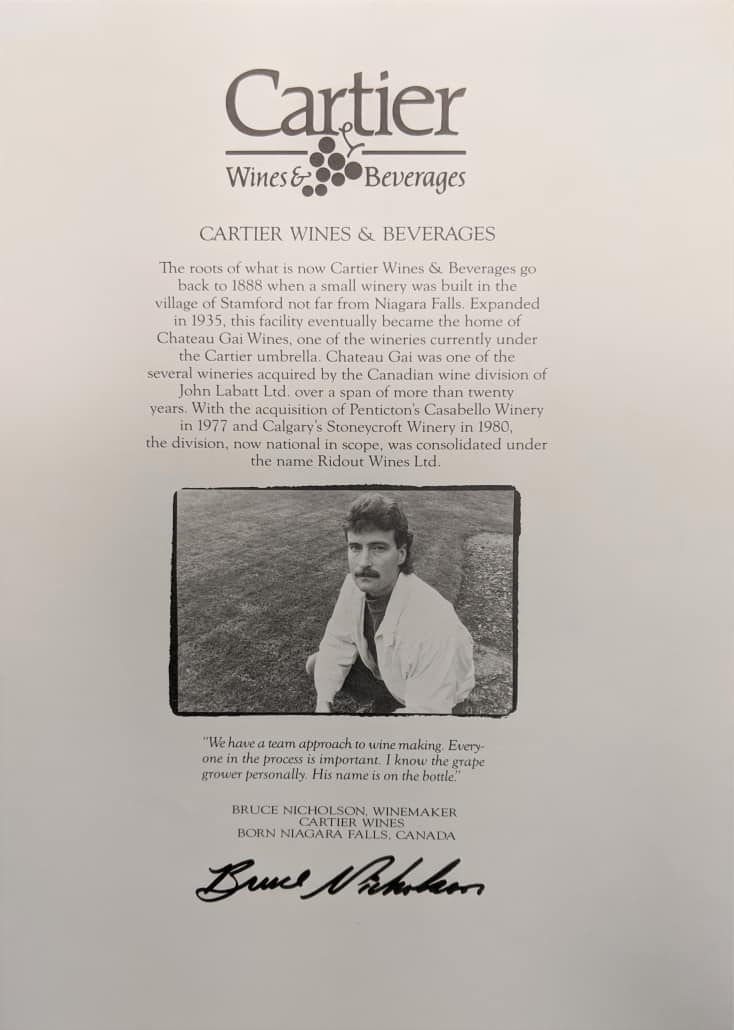 Cartier
Wines & Beverages
CARTIER WINES & BEVERAGES
The roots of what is now Cartier Wines & Beverages go
back to 1888 when a small winery was built in the
village of Stamford not far from Niagara Falls. Expanded
in 1935, this facility eventually became the home of
Chateau Gai Wines, one of the wineries currently under
the Cartier umbrella. Chateau Gai was one of the
several wineries acquired by the Canadian wine division of
John Labatt Ltd. over a span of more than twenty
years. With the acquisition of Penticton's Casabello Winery
in 1977 and Calgary's Stoneycroft Winery in 1980,
the division, now national in scope, was consolidated under
the name Ridout Wines Ltd.
"We have a team approach to wine making. Every-
one in the process is important. I know the grape
grower personally. His name is on the bottle."
BRUCE NICHOLSON, WINEMAKER
CARTIER WINES
BORN NIAGARA FALLS, CANADA
Bruce Nicholson